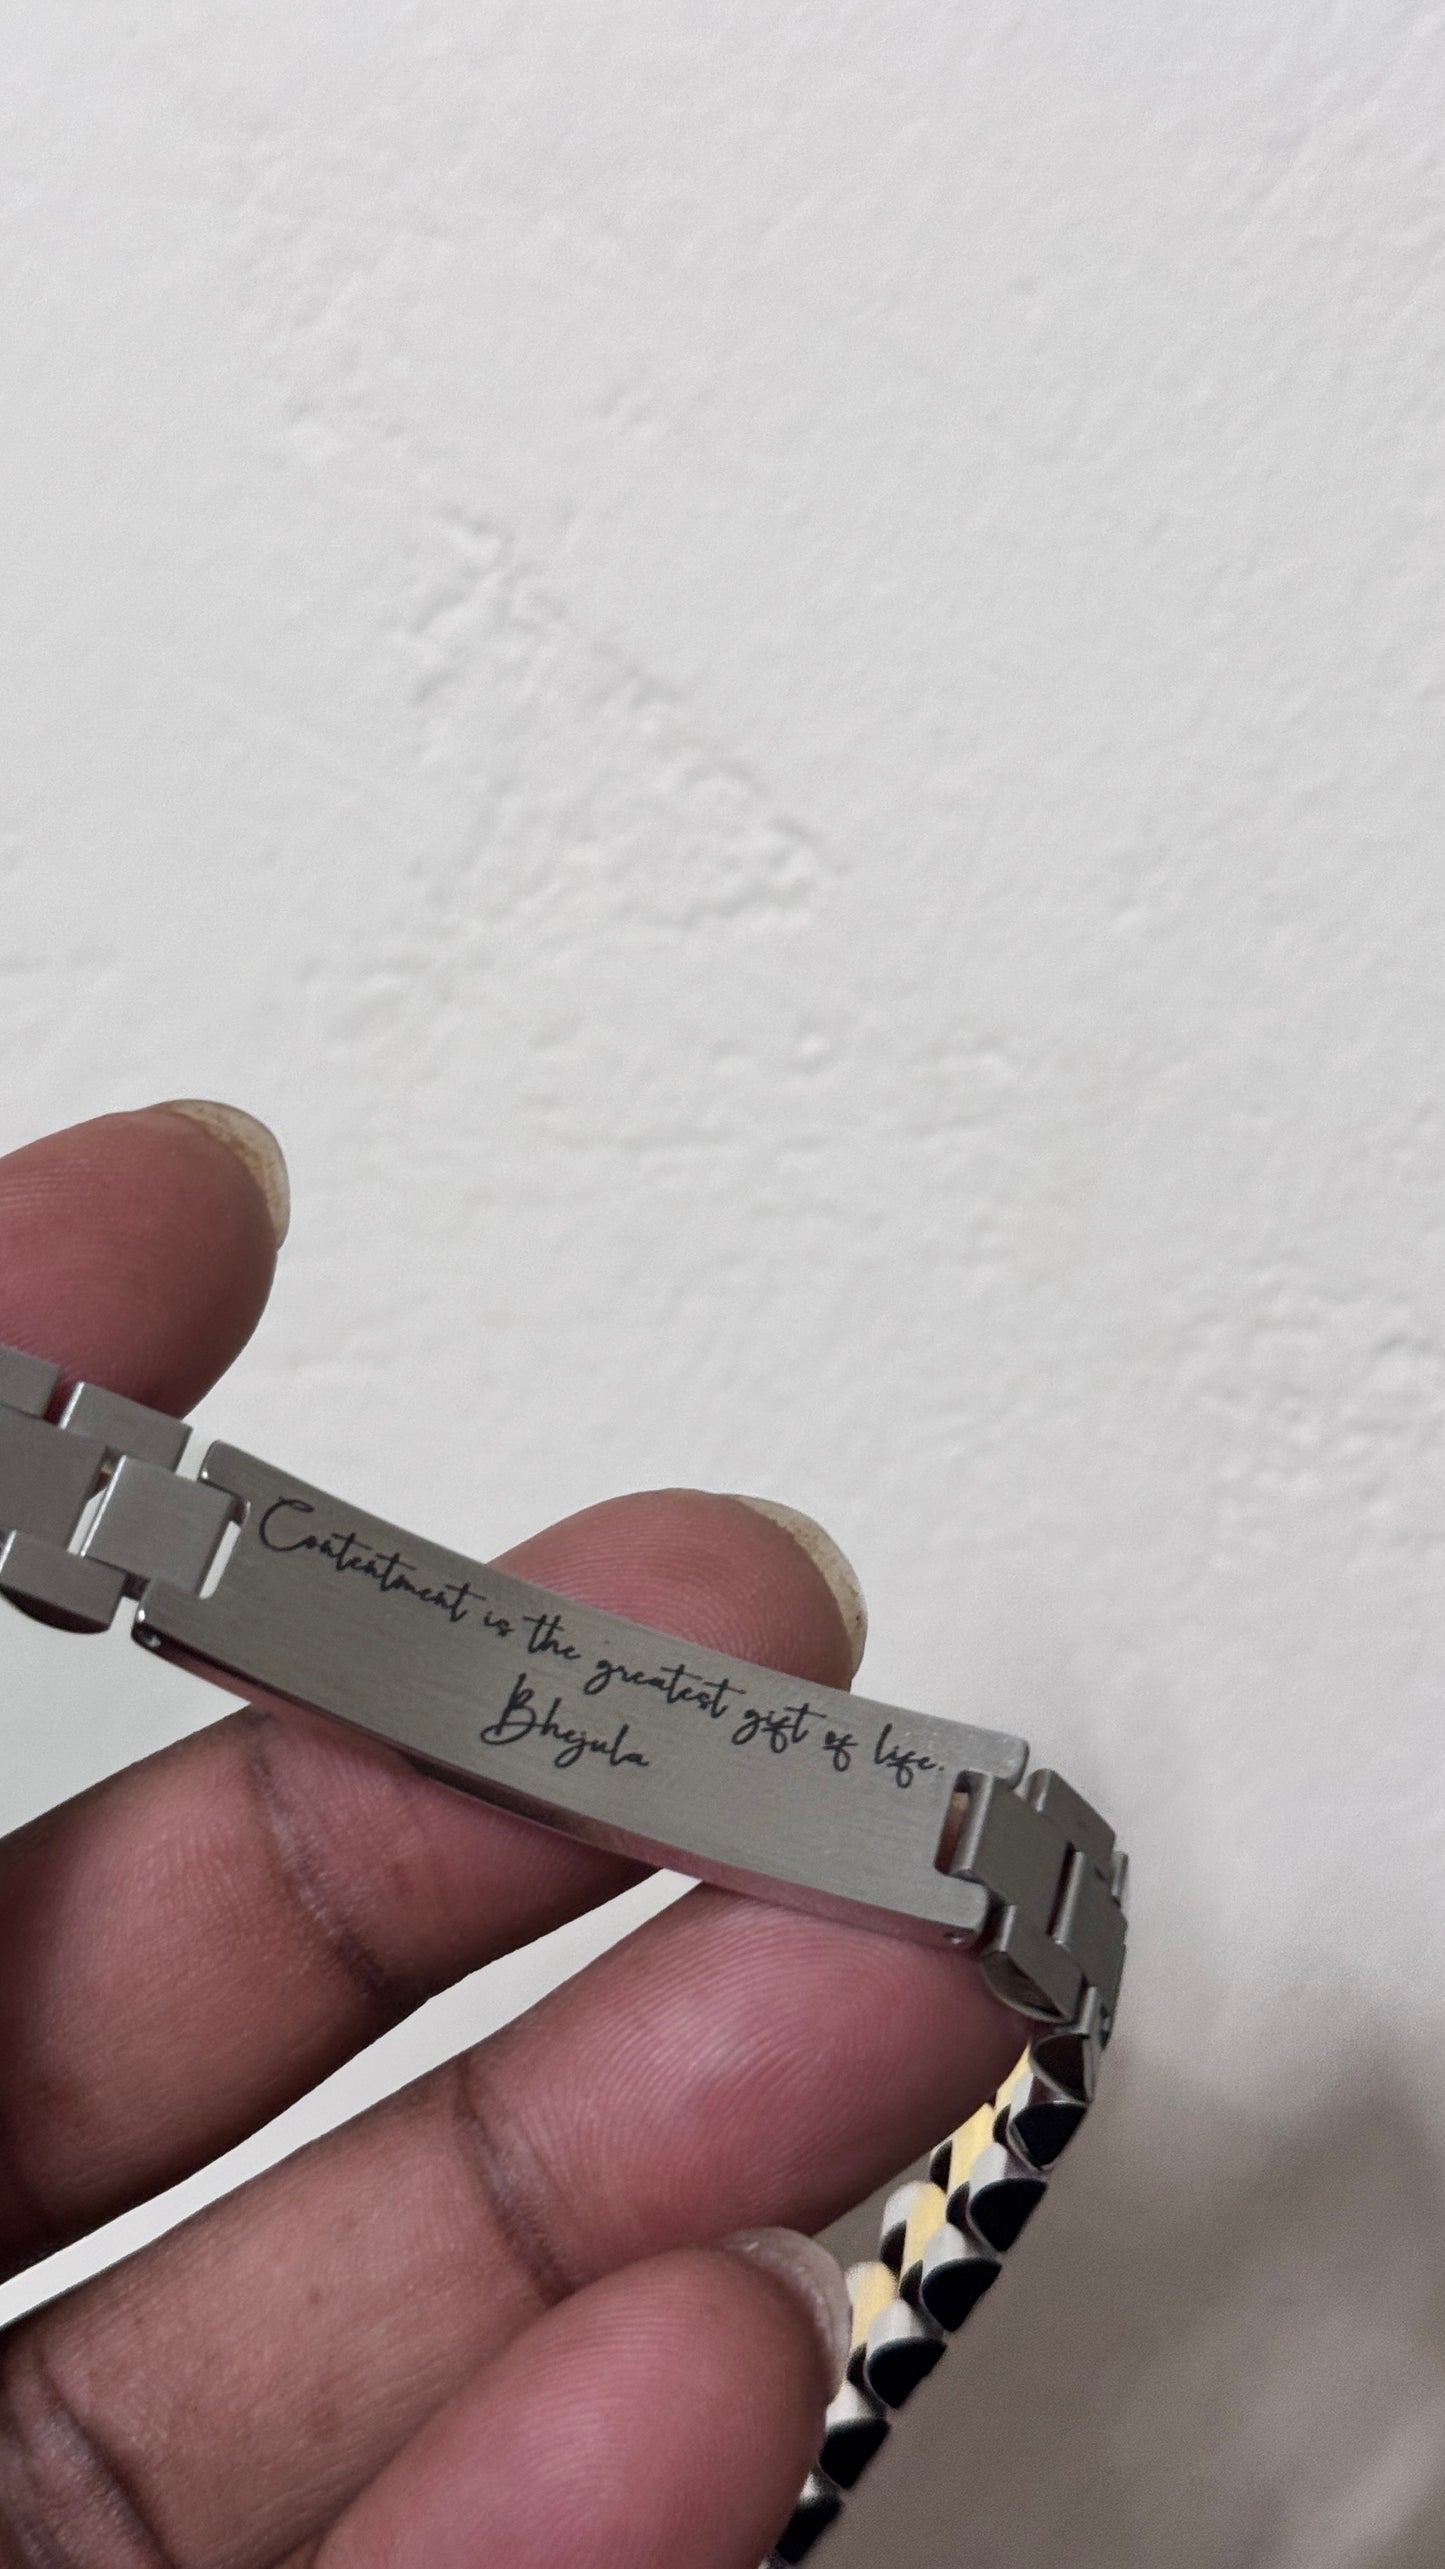 Contentment is the greatest gift of life.
Bhejula